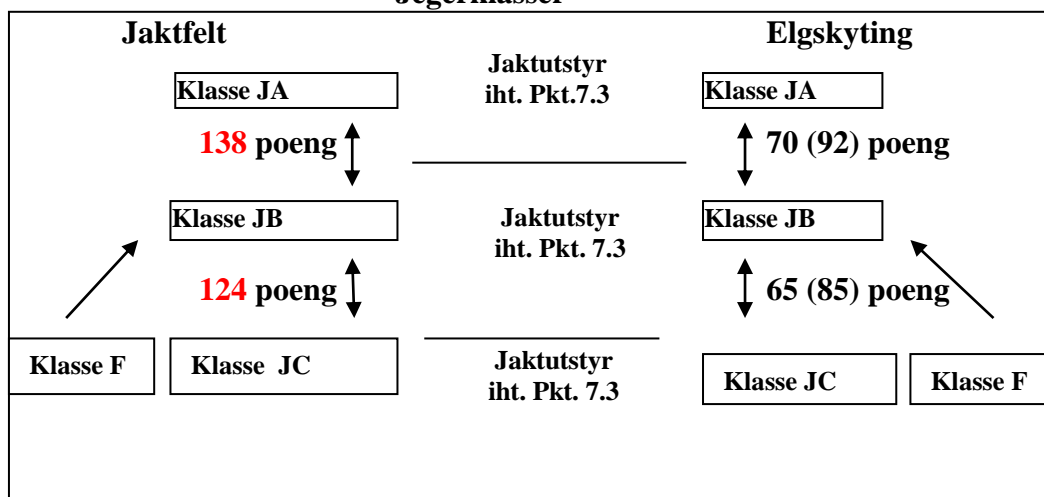 Jegerklasser
Jaktfelt
Elgskyting
Klasse JA
Jaktutstyr
iht. Pkt.7.3
Klasse JA
138 poeng
70 (92) poeng
Klasse JB
Jaktutstyr
iht. Pkt. 7.3
Klasse JB
124 poeng
65 (85) poeng
Klasse F
Klasse JC
Jaktutstyr
iht. Pkt. 7.3
Klasse JC
Klasse F